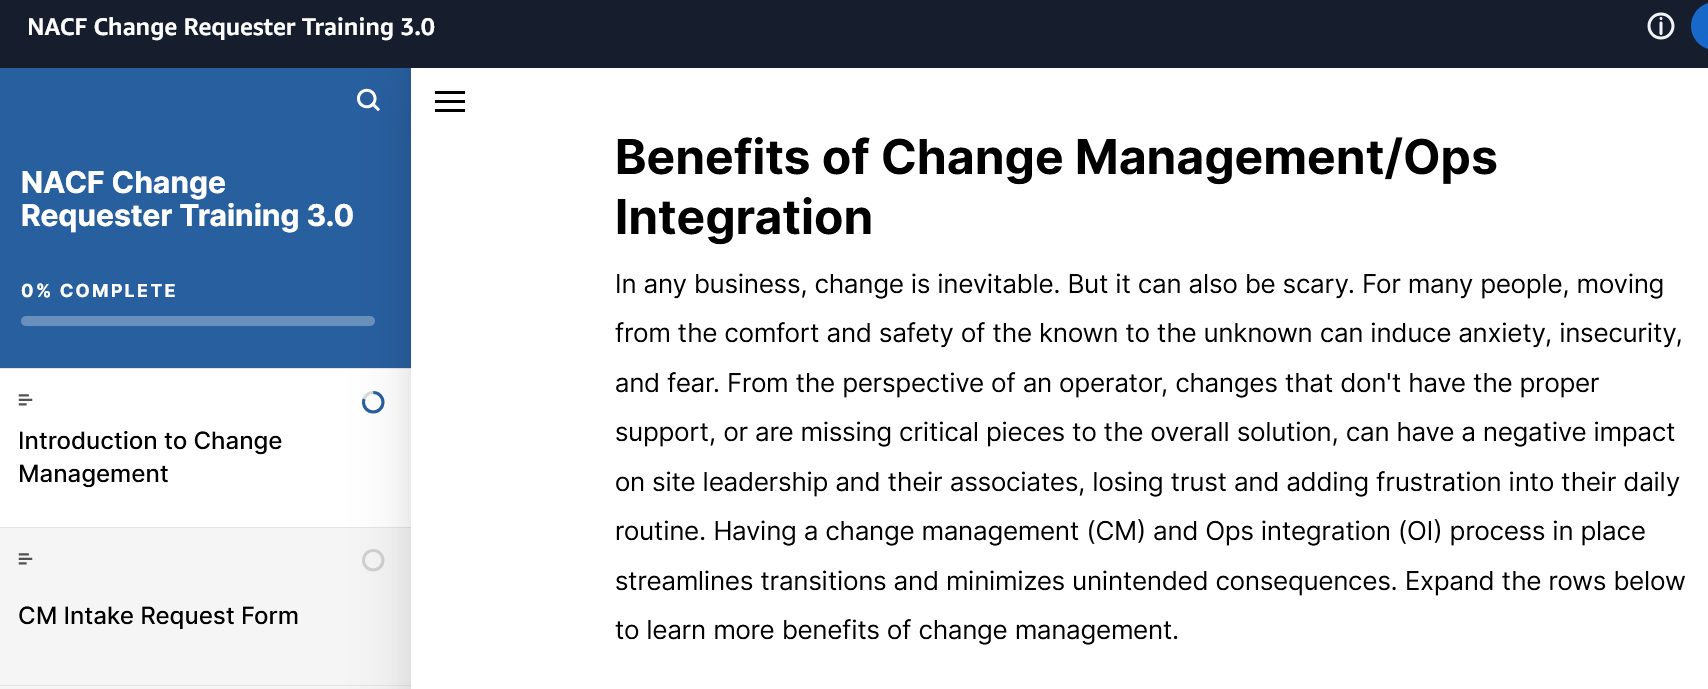 NACF Change Requester Training 3.0
NACF Change
Requester Training 3.0
0% COMPLETE
Introduction to Change
Management
CM Intake Request Form
Benefits of Change Management/Ops
Integration
In any business, change is inevitable. But it can also be scary. For many people, moving
from the comfort and safety of the known to the unknown can induce anxiety, insecurity,
and fear. From the perspective of an operator, changes that don't have the proper
support, or are missing critical pieces to the overall solution, can have a negative impact
on site leadership and their associates, losing trust and adding frustration into their daily
routine. Having a change management (CM) and Ops integration (OI) process in place
streamlines transitions and minimizes unintended consequences. Expand the rows below
to learn more benefits of change management.